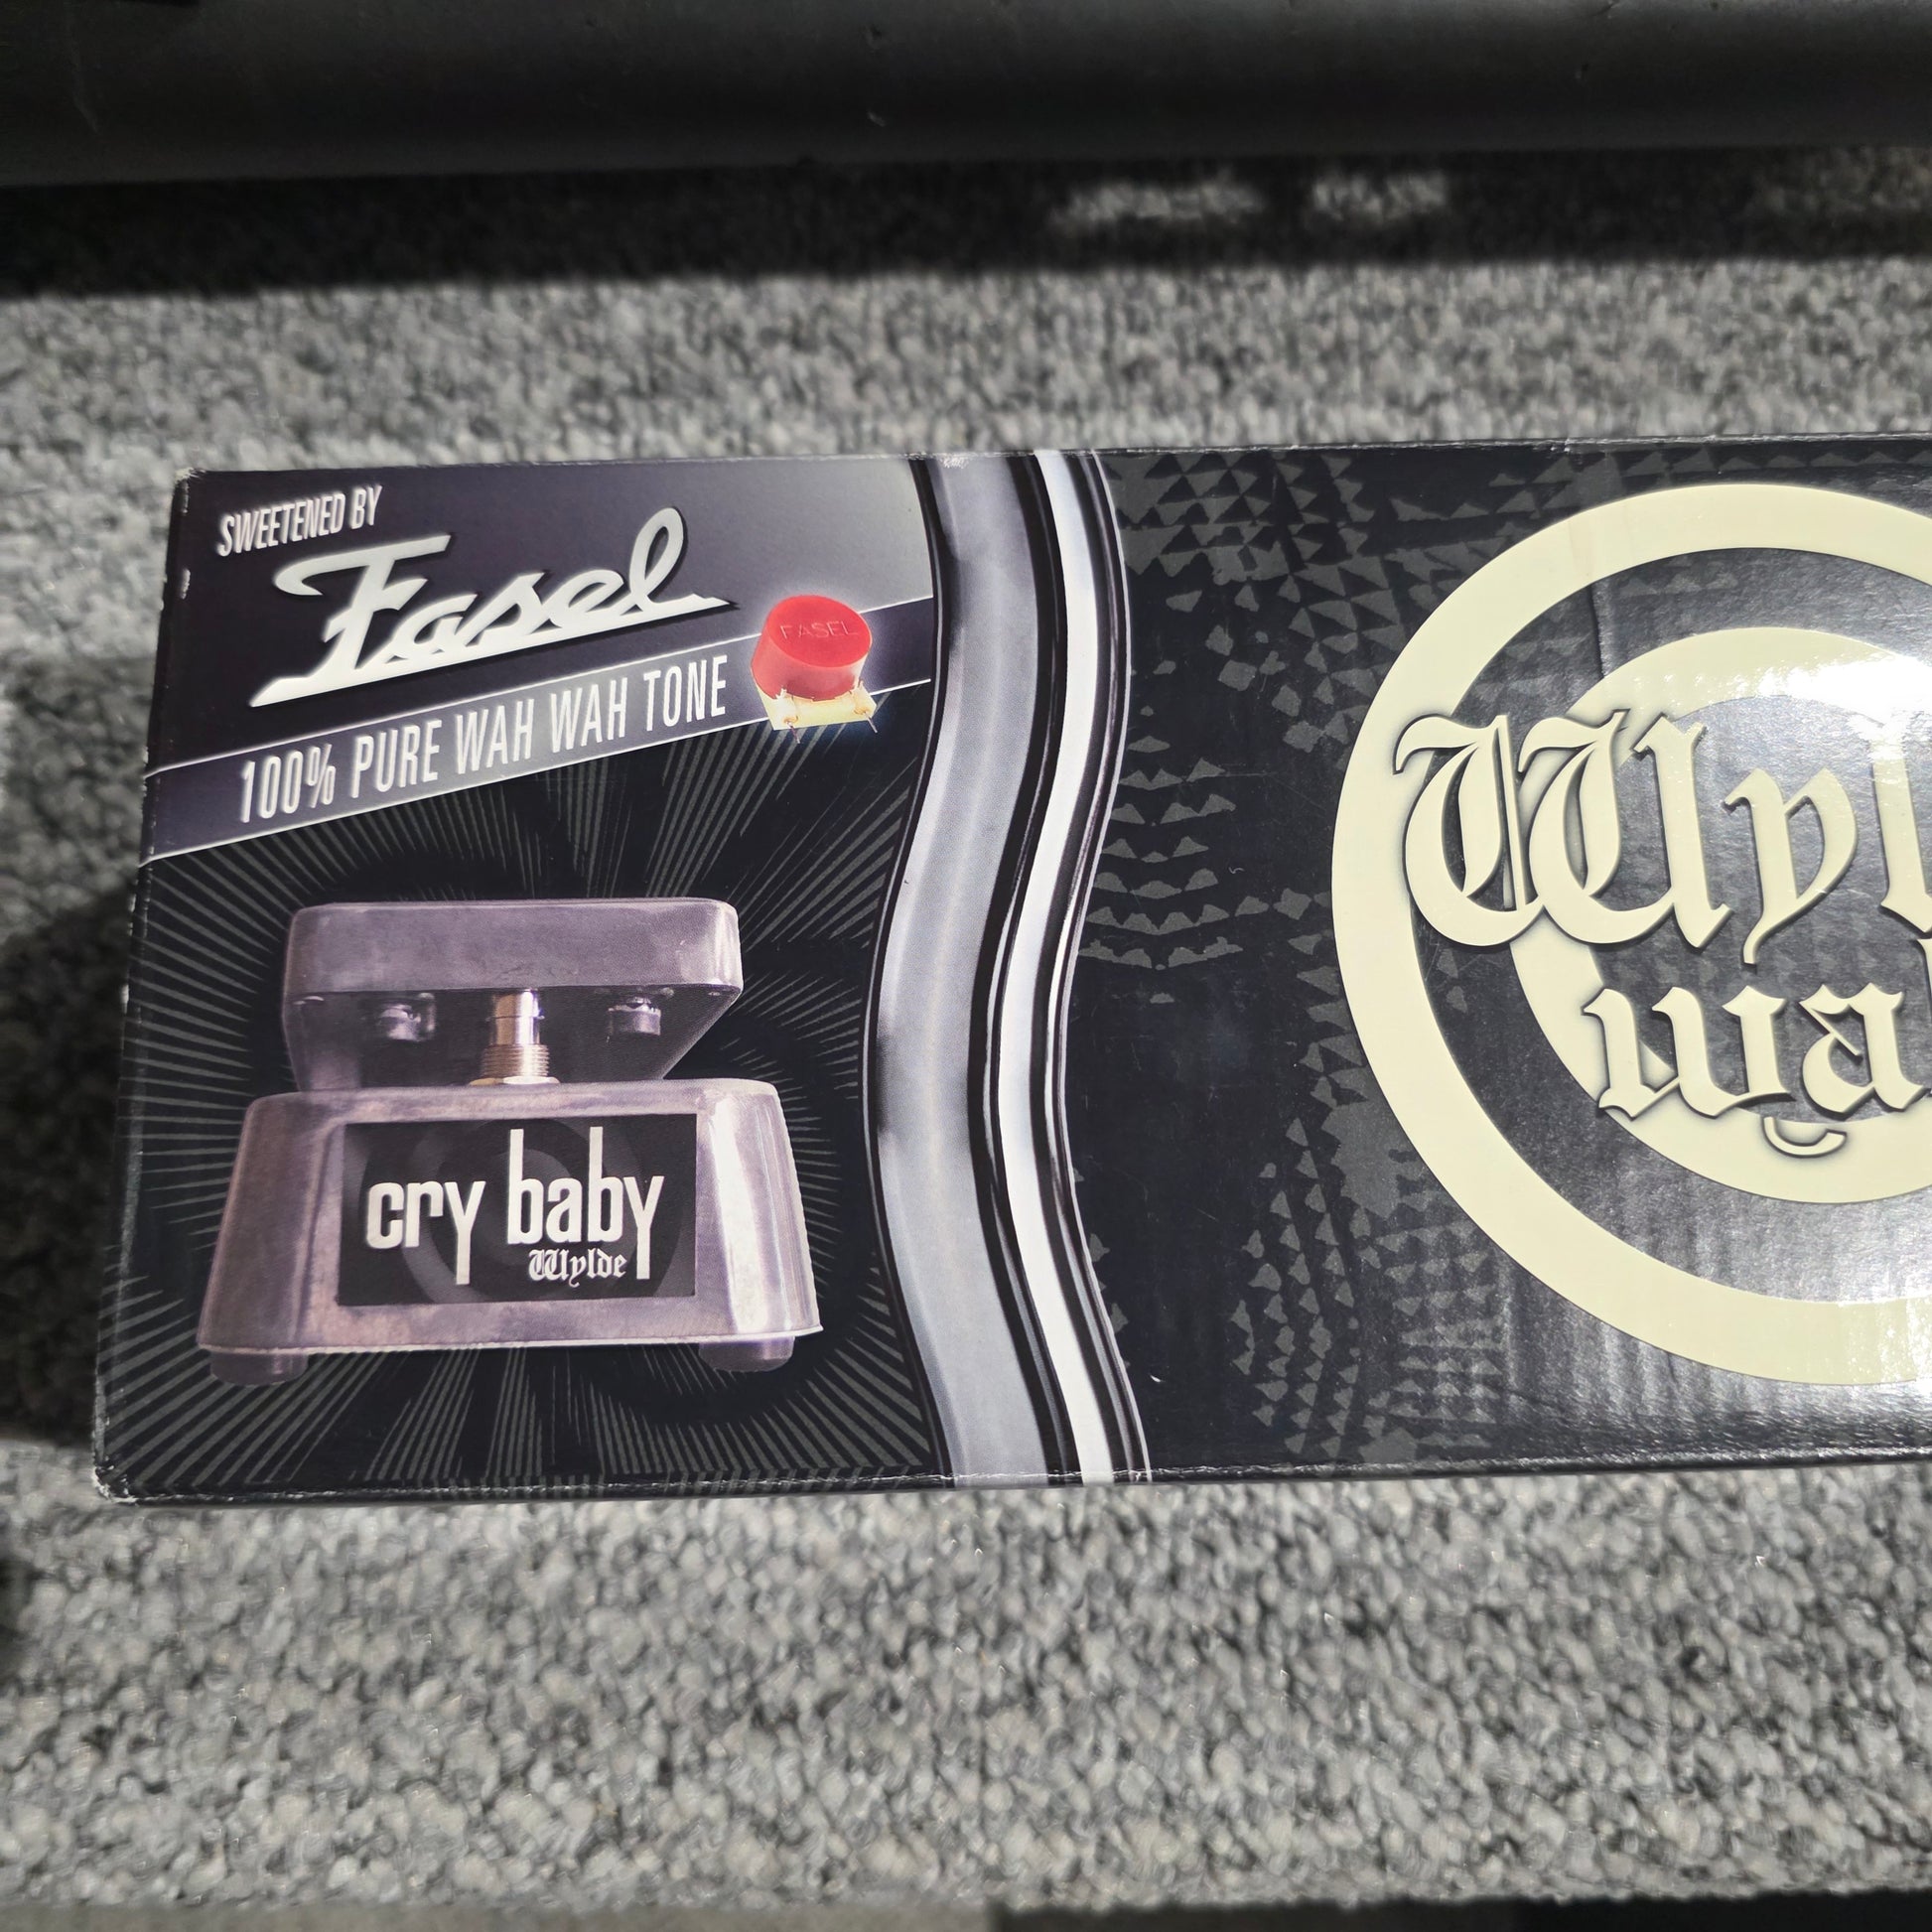 SWEETENED BY
Fasel
FASEL
100% PURE WAH WAH TONE
cry baby
Wylde